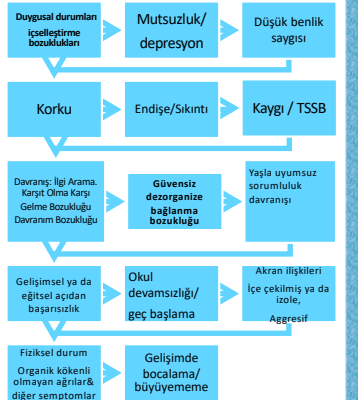 Duygusal durumları
içselleştirme
bozuklukları
Mutsuzluk/
depresyon
Düşük benlik
saygısı
Korku
Endişe/Sıkıntı
Kaygı / TSSB
Davranış: İlgi Arama.
Karşıt Olma Karşı
Gelme Bozukluğu
Davranım Bozukluğu
Güvensiz
dezorganize
bağlanma
bozukluğu
Yaşla uyumsuz
sorumluluk
davranışı
Gelişimsel ya da
eğitsel açıdan
başarısızlık
Okul
devamsızlığı/
geç başlama
Akran ilişkileri
İçe çekilmiş ya da
izole,
Aggresif
Fiziksel durum
Organik kökenli
olmayan ağrılar&
diğer semptomlar
Gelişimde
bocalama/
büyüyememe